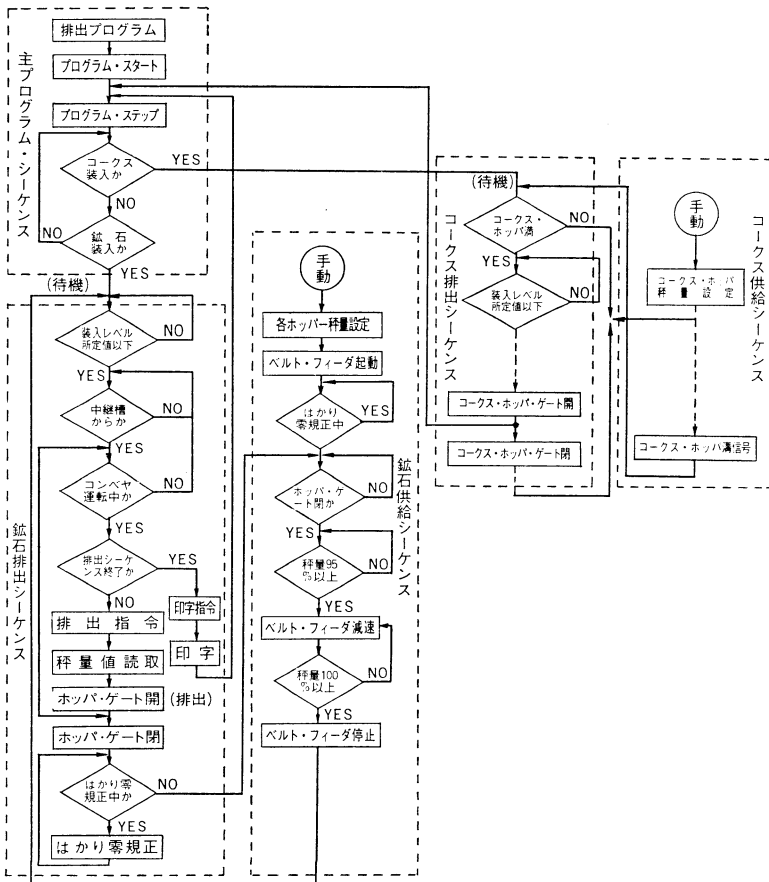 主プログラム・シーケンス
排出プログラム
プログラム・スタート
プログラム・ステップ
コークス
装入か
YES
NO
鉱石
装入か
NO
YES
(待機)
鉱石排出シーケンス
装入レベル
所定値以下
NO
YES
中継槽
からか
NO
YES
コンベヤ
運転中か
NO
YES
排出シーケ
ンス終了か
YES
NO
印字指令
印字
排出指令
秤量値読取
ホッパ・ゲート開
(排出)
ホッパ・ゲート閉
はかり零
規正中か
NO
YES
はかり零規正
鉱石供給シーケンス
手動
各ホッパー秤量設定
ベルト・フィーダ起動
はかり
零規正中
YES
ホッパ・ゲ
ート閉か
NO
YES
秤量95
%以上
NO
YES
ベルト・フィーダ減速
秤量100
%以上
NO
YES
ベルト・フィーダ停止
コークス排出シーケンス
(待機)
コークス・
ホッパ満
NO
YES
装入レベル
所定値以下
NO
コークス・ホッパ・ゲート開
コークス・ホッパ・ゲート閉
コークス供給シーケンス
手動
コークス・ホッパ
秤量設定
コークス・ホッパ満信号